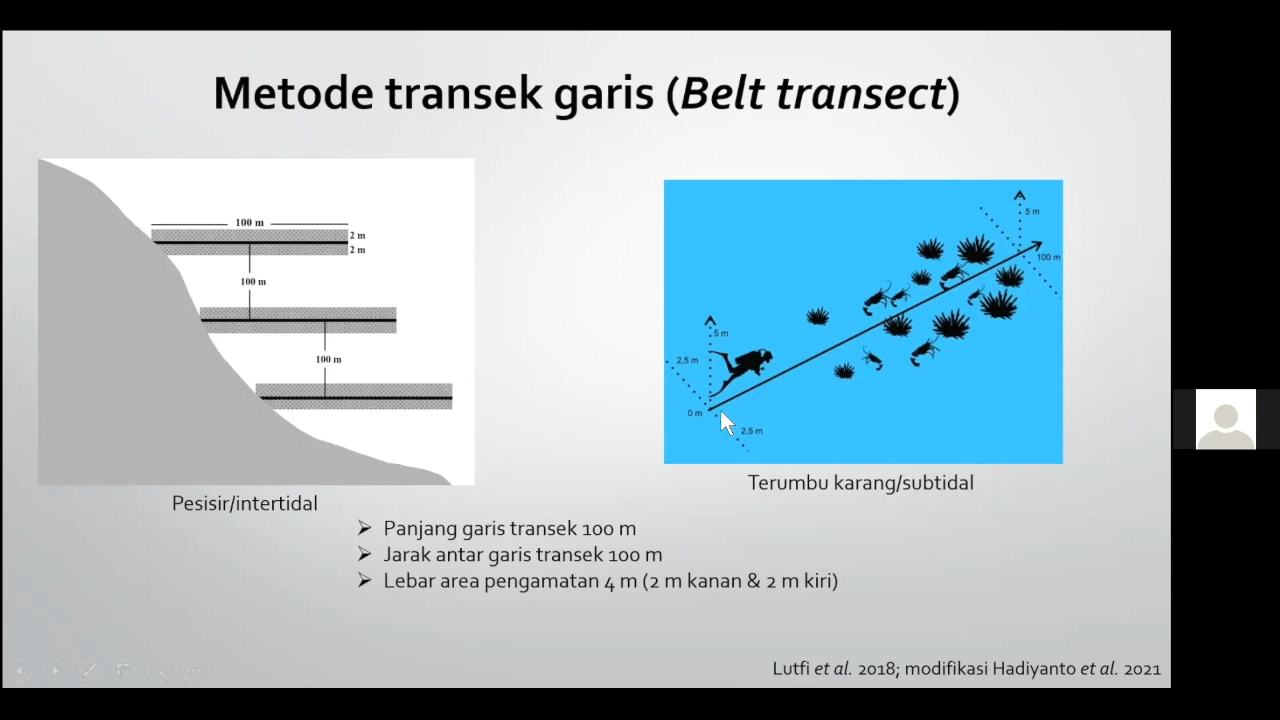 Metode transek garis (Belt transect)
100 m
2 m
2 m
100 m
100 m
Pesisir/intertidal
5 m
100 m
5 m
2,5 m
0 m
2,5 m
Terumbu karang/subtidal
Panjang garis transek 100 m
Jarak antar garis transek 100 m
Lebar area pengamatan 4 m (2 m kanan & 2 m kiri)
Lutfi et al. 2018; modifikasi Hadiyanto et al. 2021